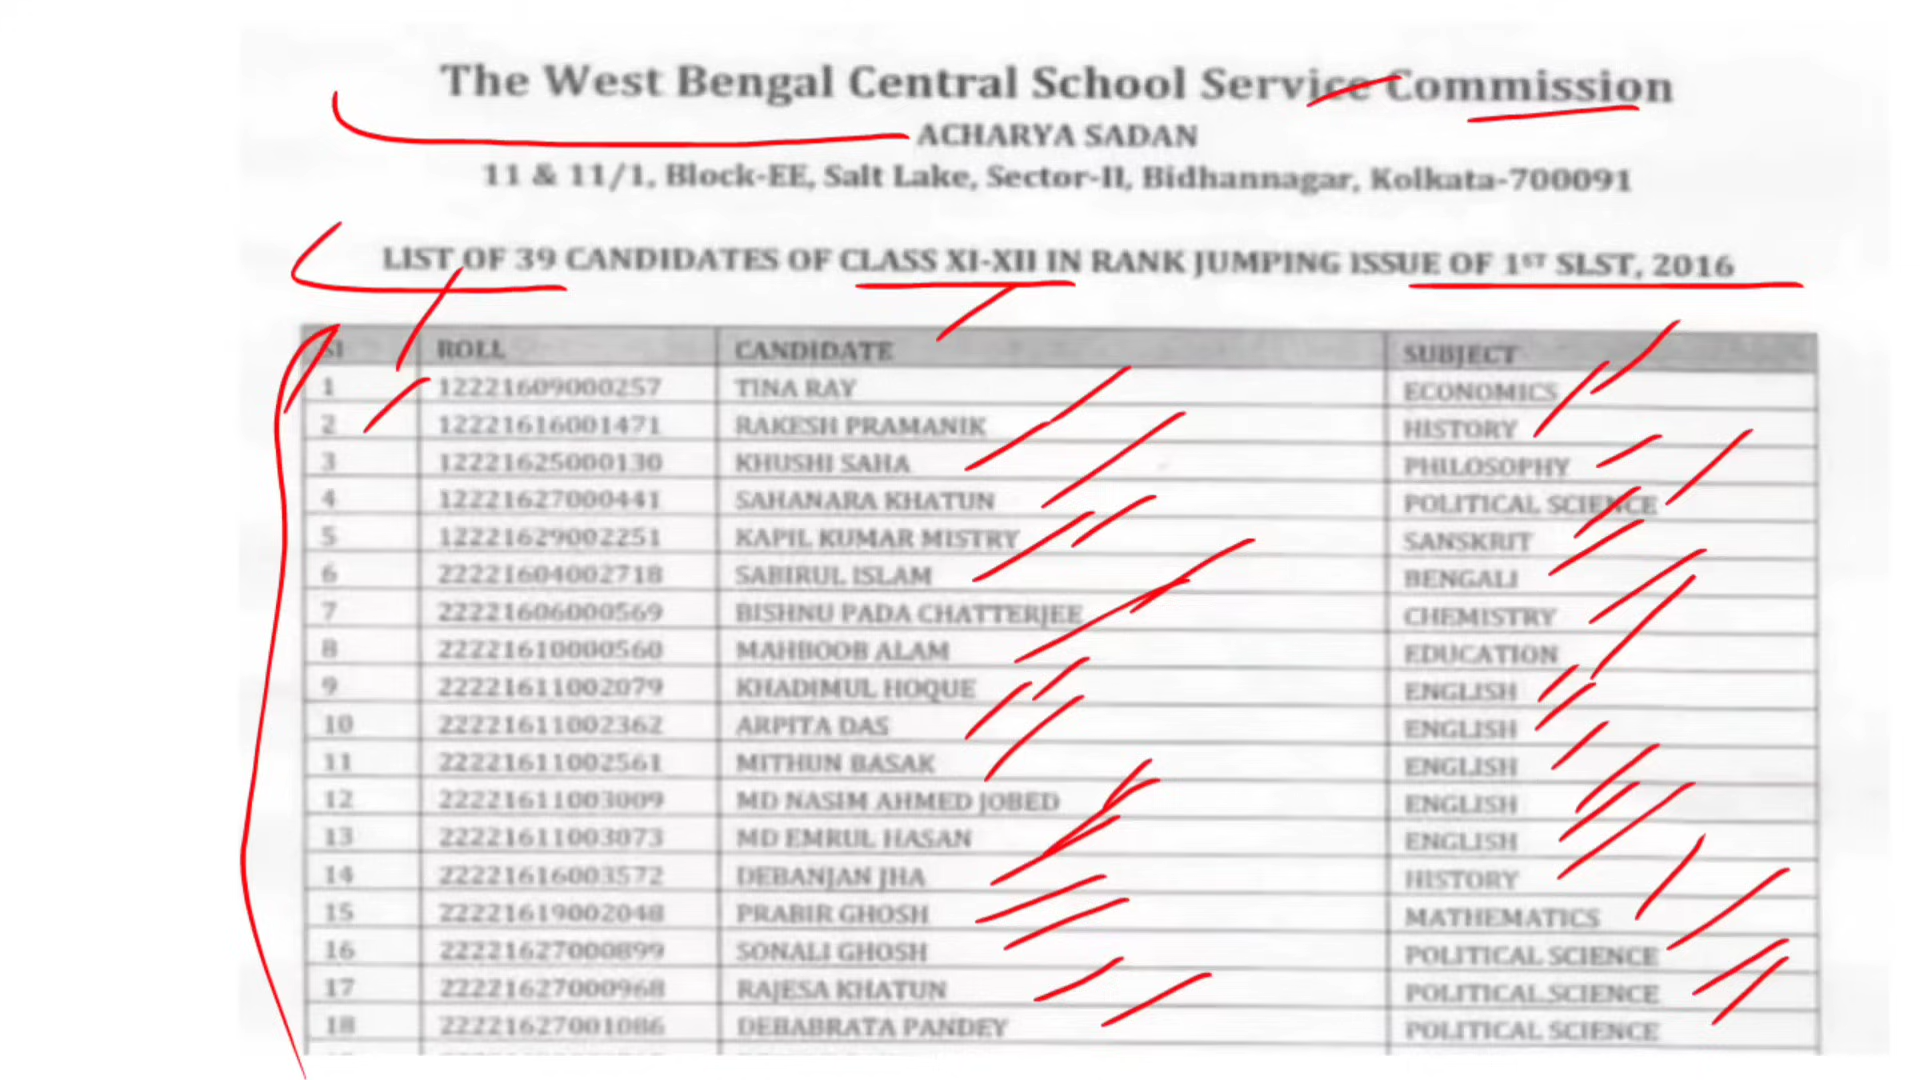 The West Bengal Central School Service Commission
ACHARYA SADAN
11 & 11/1, Block-EE, Salt Lake, Sector-II, Bidhannagar, Kolkata-700091
LIST OF 39 CANDIDATES OF CLASS XI-XII IN RANK JUMPING ISSUE OF 1ST SLST, 2016
Sl ROLL CANDIDATE SUBJECT
1 12221609000257 TINA RAY ECONOMICS
2 12221616001471 RAKESH PRAMANIK HISTORY
3 12221625000130 KHUSHI SAHA PHILOSOPHY
4 12221627000441 SAHANARA KHATUN POLITICAL SCIENCE
5 12221629002251 KAPIL KUMAR MISTRY SANSKRIT
6 22221604002718 SABIRUL ISLAM BENGALI
7 22221606000569 BISHNU PADA CHATTERJEE CHEMISTRY
8 22221610000560 MAHBOOB ALAM EDUCATION
9 22221611002079 KHADIMUL HOQUE ENGLISH
10 22221611002362 ARPITA DAS ENGLISH
11 22221611002561 MITHUN BASAK ENGLISH
12 22221611003009 MD NASIM AHMED JOBED ENGLISH
13 22221611003073 MD EMRUL HASAN ENGLISH
14 22221616003572 DEBANJAN JHA HISTORY
15 22221619002048 PRABIR GHOSH MATHEMATICS
16 22221627000899 SONALI GHOSH POLITICAL SCIENCE
17 22221627000968 RAJESA KHATUN POLITICAL SCIENCE
18 22221627001086 DEBABRATA PANDEY POLITICAL SCIENCE